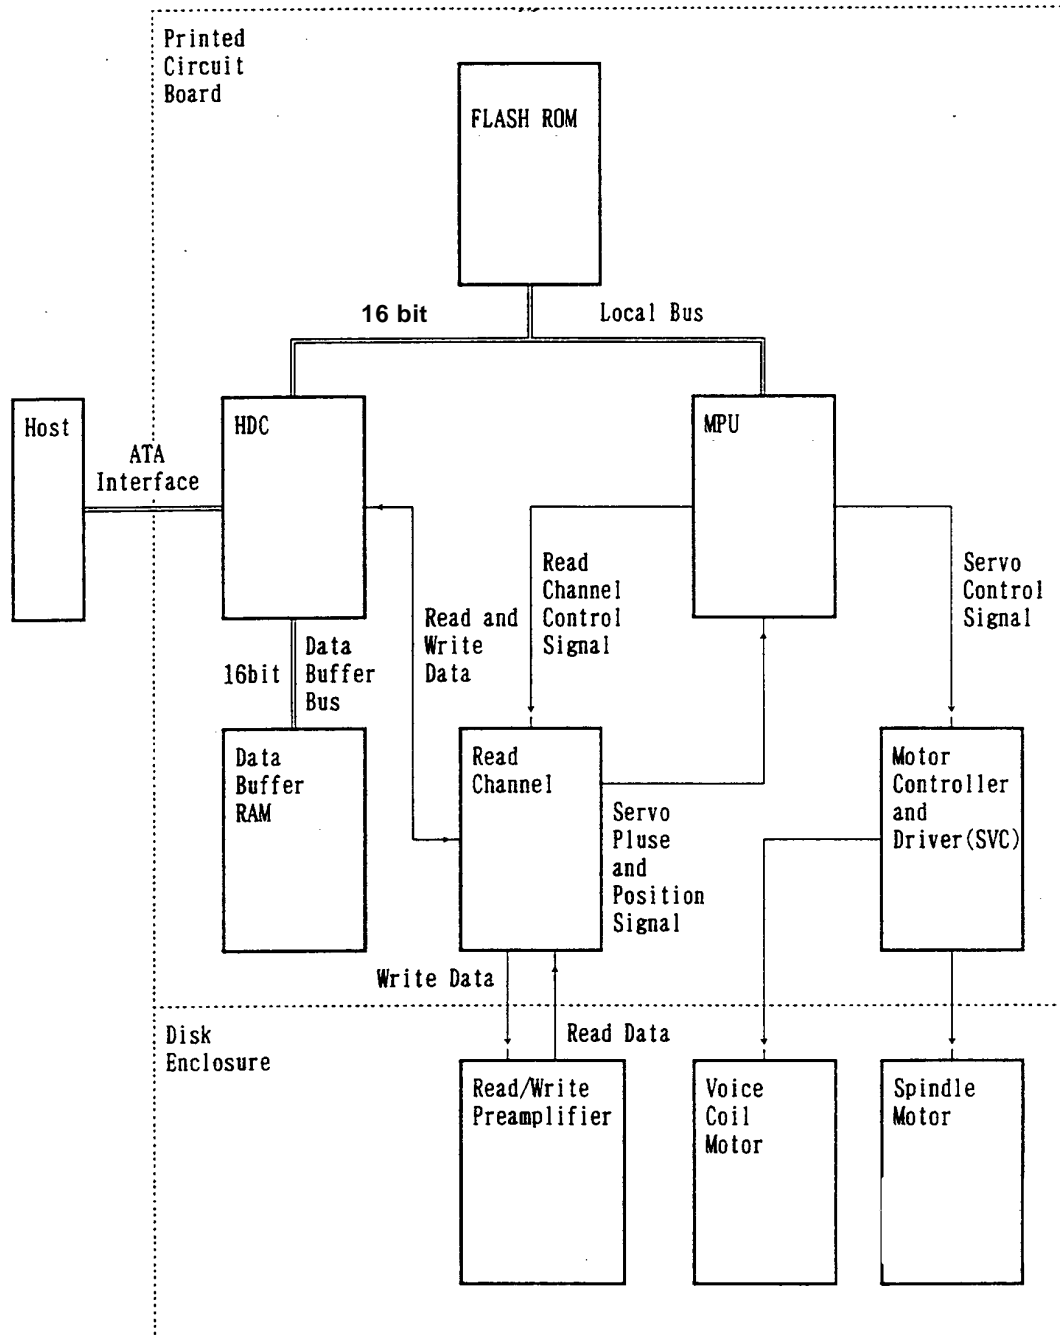 Printed
Circuit
Board
FLASH ROM
16 bit
Local Bus
Host
ATA
Interface
HDC
MPU
Read
Channel
Control
Signal
Servo
Control
Signal
Read and
Write
Data
16bit
Data
Buffer
Bus
Data
Buffer
RAM
Read
Channel
Servo
Pluse
and
Position
Signal
Motor
Controller
and
Driver(SVC)
Write Data
Read Data
Disk
Enclosure
Read/Write
Preamplifier
Voice
Coil
Motor
Spindle
Motor